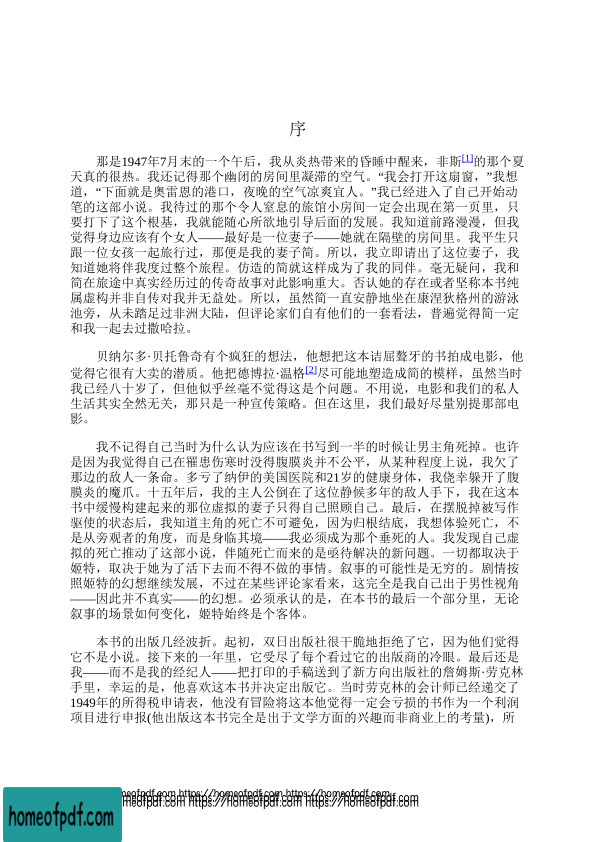 序
那是1947年7月末的一个午后，我从炎热带来的昏睡中醒来，非斯[1]的那个夏
天真的很热。我还记得那个幽闭的房间里凝滞的空气。“我会打开这扇窗，”我想
道，“下面就是奥雷恩的港口，夜晚的空气凉爽宜人。”我已经进入了自己开始动
笔的这部小说。我待过的那个令人窒息的旅馆小房间一定会出现在第一页里，只
要打下了这个根基，我就能随心所欲地引导后面的发展。我知道前路漫漫，但我
觉得身边应该有个女人——最好是一位妻子——她就在隔壁的房间里。我平生只
跟一位女孩一起旅行过，那便是我的妻子简。所以，我立即请出了这位妻子，我
知道她将伴我度过整个旅程。仿造的简就这样成为了我的同伴。毫无疑问，我和
简在旅途中真实经历过的传奇故事对此影响重大。否认她的存在或者坚称本书纯
属虚构并非自传对我并无益处。所以，虽然简一直安静地坐在康涅狄格州的游泳
池旁，从未踏足过非洲大陆，但评论家们自有他们的一套看法，普遍觉得简一定
和我一起去过撒哈拉。
贝纳尔多·贝托鲁奇有个疯狂的想法，他想把这本诘屈聱牙的书拍成电影，他
觉得它很有大卖的潜质。他把德博拉·温格[2]尽可能地塑造成简的模样，虽然当时
我已经八十岁了，但他似乎丝毫不觉得这是个问题。不用说，电影和我们的私人
生活其实全然无关，那只是一种宣传策略。但在这里，我们最好尽量别提那部电
影。
我不记得自己当时为什么认为应该在书写到一半的时候让男主角死掉。也许
是因为我觉得自己在罹患伤寒时没得腹膜炎并不公平，从某种程度上说，我欠了
那边的敌人一条命。多亏了纳伊的美国医院和21岁的健康身体，我侥幸躲开了腹
膜炎的魔爪。十五年后，我的主人公倒在了这位静候多年的敌人手下，我在这本
书中缓慢构建起来的那位虚拟的妻子只得自己照顾自己。最后，在摆脱掉被写作
驱使的状态后，我知道主角的死亡不可避免，因为归根结底，我想体验死亡，不
是从旁观者的角度，而是身临其境——我必须成为那个垂死的人。我发现自己虚
拟的死亡推动了这部小说，伴随死亡而来的是亟待解决的新问题。一切都取决于
姬特，取决于她为了活下去而不得不做的事情。叙事的可能性是无穷的。剧情按
照姬特的幻想继续发展，不过在某些评论家看来，这完全是我自己出于男性视角
——因此并不真实——的幻想。必须承认的是，在本书的最后一个部分里，无论
叙事的场景如何变化，姬特始终是个客体。
本书的出版几经波折。起初，双日出版社很干脆地拒绝了它，因为他们觉得
它不是小说。接下来的一年里，它受尽了每个看过它的出版商的冷眼。最后还是
我——而不是我的经纪人——把打印的手稿送到了新方向出版社的詹姆斯·劳克林
手里，幸运的是，他喜欢这本书并决定出版它。当时劳克林的会计师已经递交了
1949年的所得税申请表，他没有冒险将这本他觉得一定会亏损的书作为一个利润
项目进行申报(他出版这本书完全是出于文学方面的兴趣而非商业上的考量)，所
homeofpdf.com https://homeofpdf.com https://homeofpdf.com
homeofpdf.com https://homeofpdf.com https://homeofpdf.com
homeofpdf.com